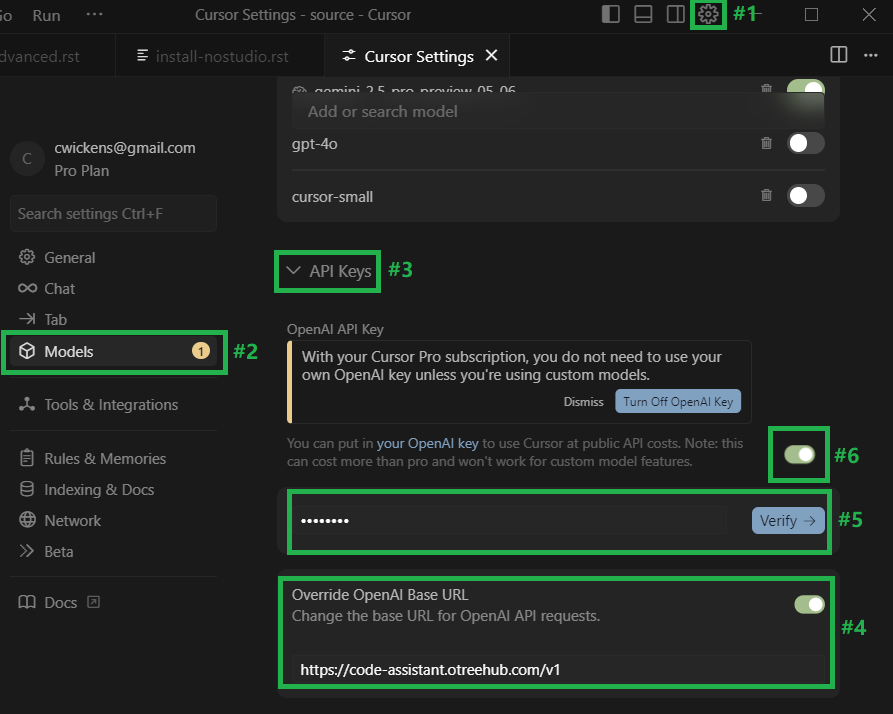 Go Run ··· Cursor Settings - source - Cursor #1
dvanced.rst install-nostudio.rst Cursor Settings
gemini-2.5-pro-preview-05-06
Add or search model
gpt-4o
cursor-small
C
cwickens@gmail.com
Pro Plan
Search settings Ctrl+F
General
Chat
Tab
Models 1 #2
Tools & Integrations
Rules & Memories
Indexing & Docs
Network
Beta
Docs
API Keys #3
OpenAI API Key
With your Cursor Pro subscription, you do not need to use your
own OpenAI key unless you're using custom models.
Dismiss Turn Off OpenAI Key
You can put in your OpenAI key to use Cursor at public API costs. Note: this
can cost more than pro and won't work for custom model features.
#6
•••••••• Verify → #5
Override OpenAI Base URL
Change the base URL for OpenAI API requests.
#4
https://code-assistant.otreehub.com/v1